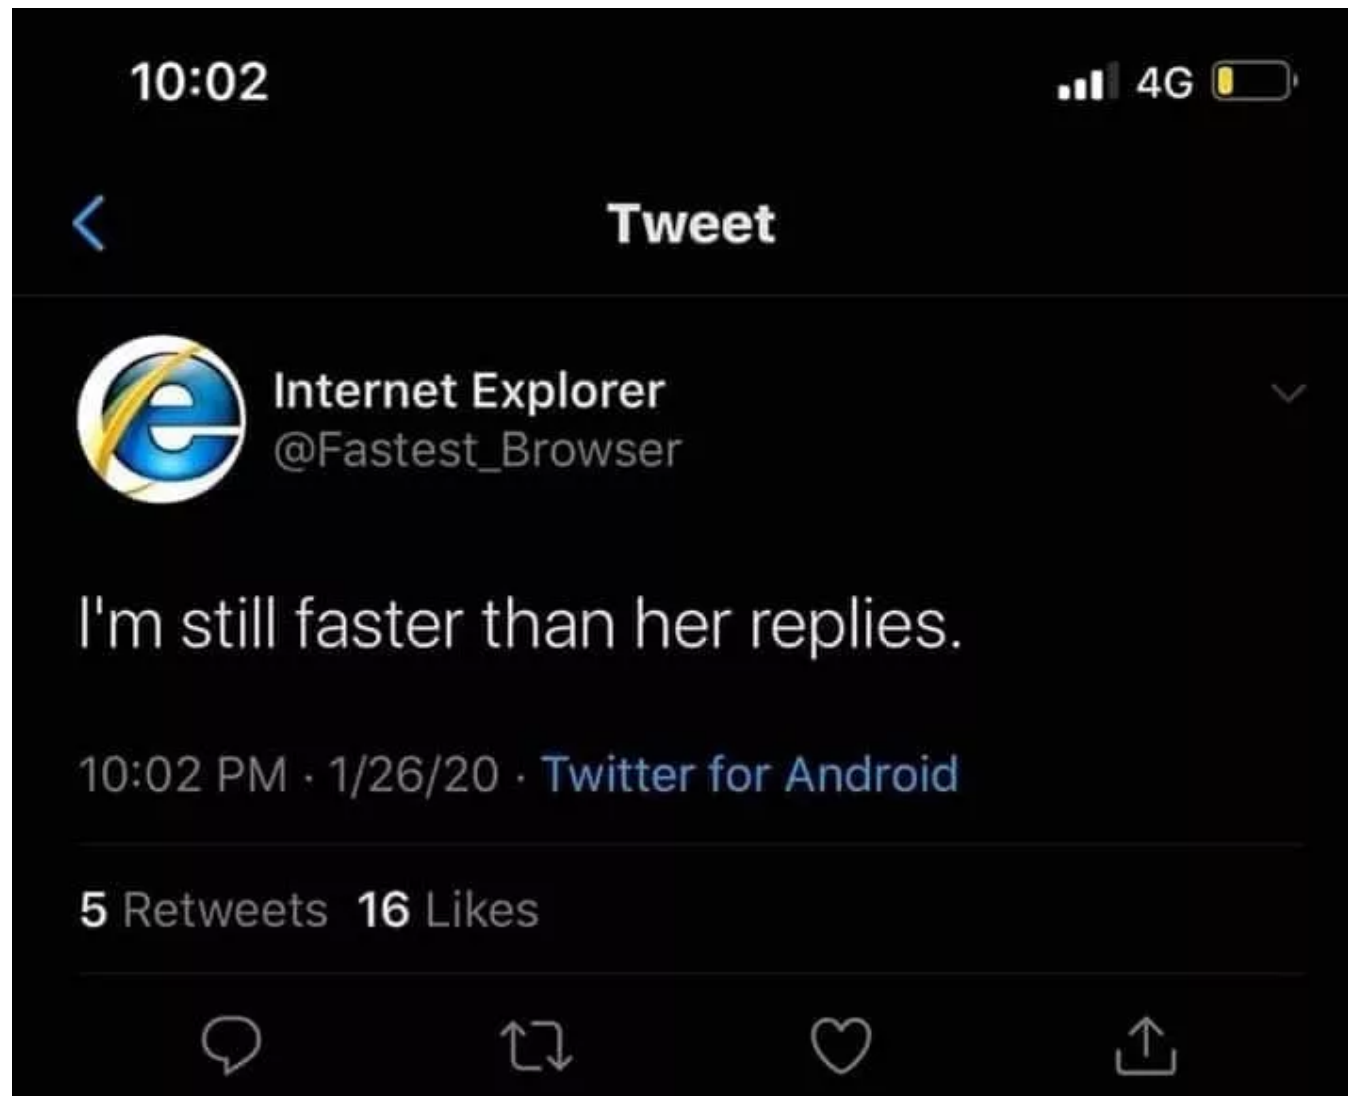 10:02 4G
Tweet
Internet Explorer
@Fastest_Browser
I'm still faster than her replies.
10:02 PM · 1/26/20 · Twitter for Android
5 Retweets 16 Likes